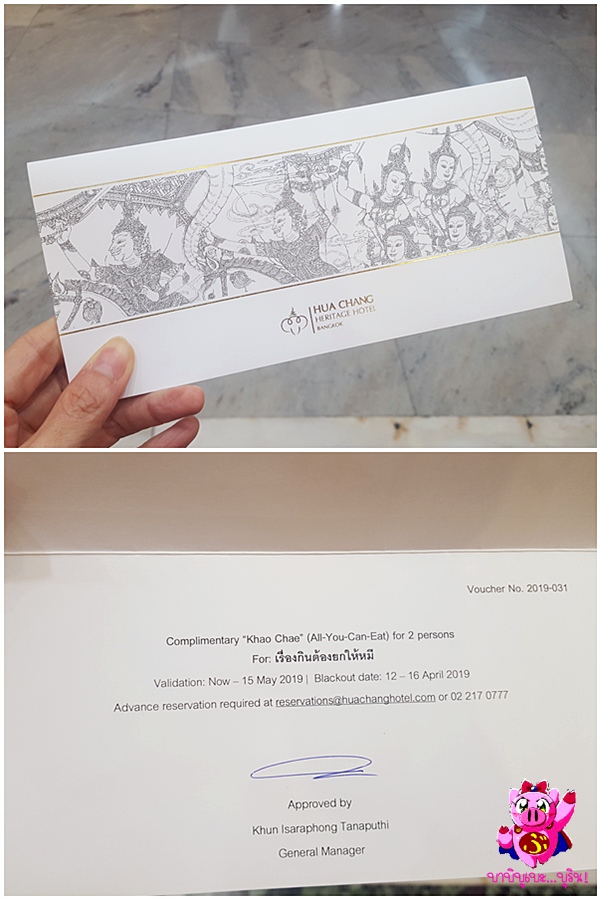 HUA CHANG
HERITAGE HOTEL
BANGKOK
Voucher No. 2019-031
Complimentary "Khao Chae" (All-You-Can-Eat) for 2 persons
For: เรื่องกินต้องยกให้หมี
Validation: Now – 15 May 2019 | Blackout date: 12 – 16 April 2019
Advance reservation required at reservations@huachanghotel.com or 02 217 0777
Approved by
Khun Isaraphong Tanaputhi
General Manager